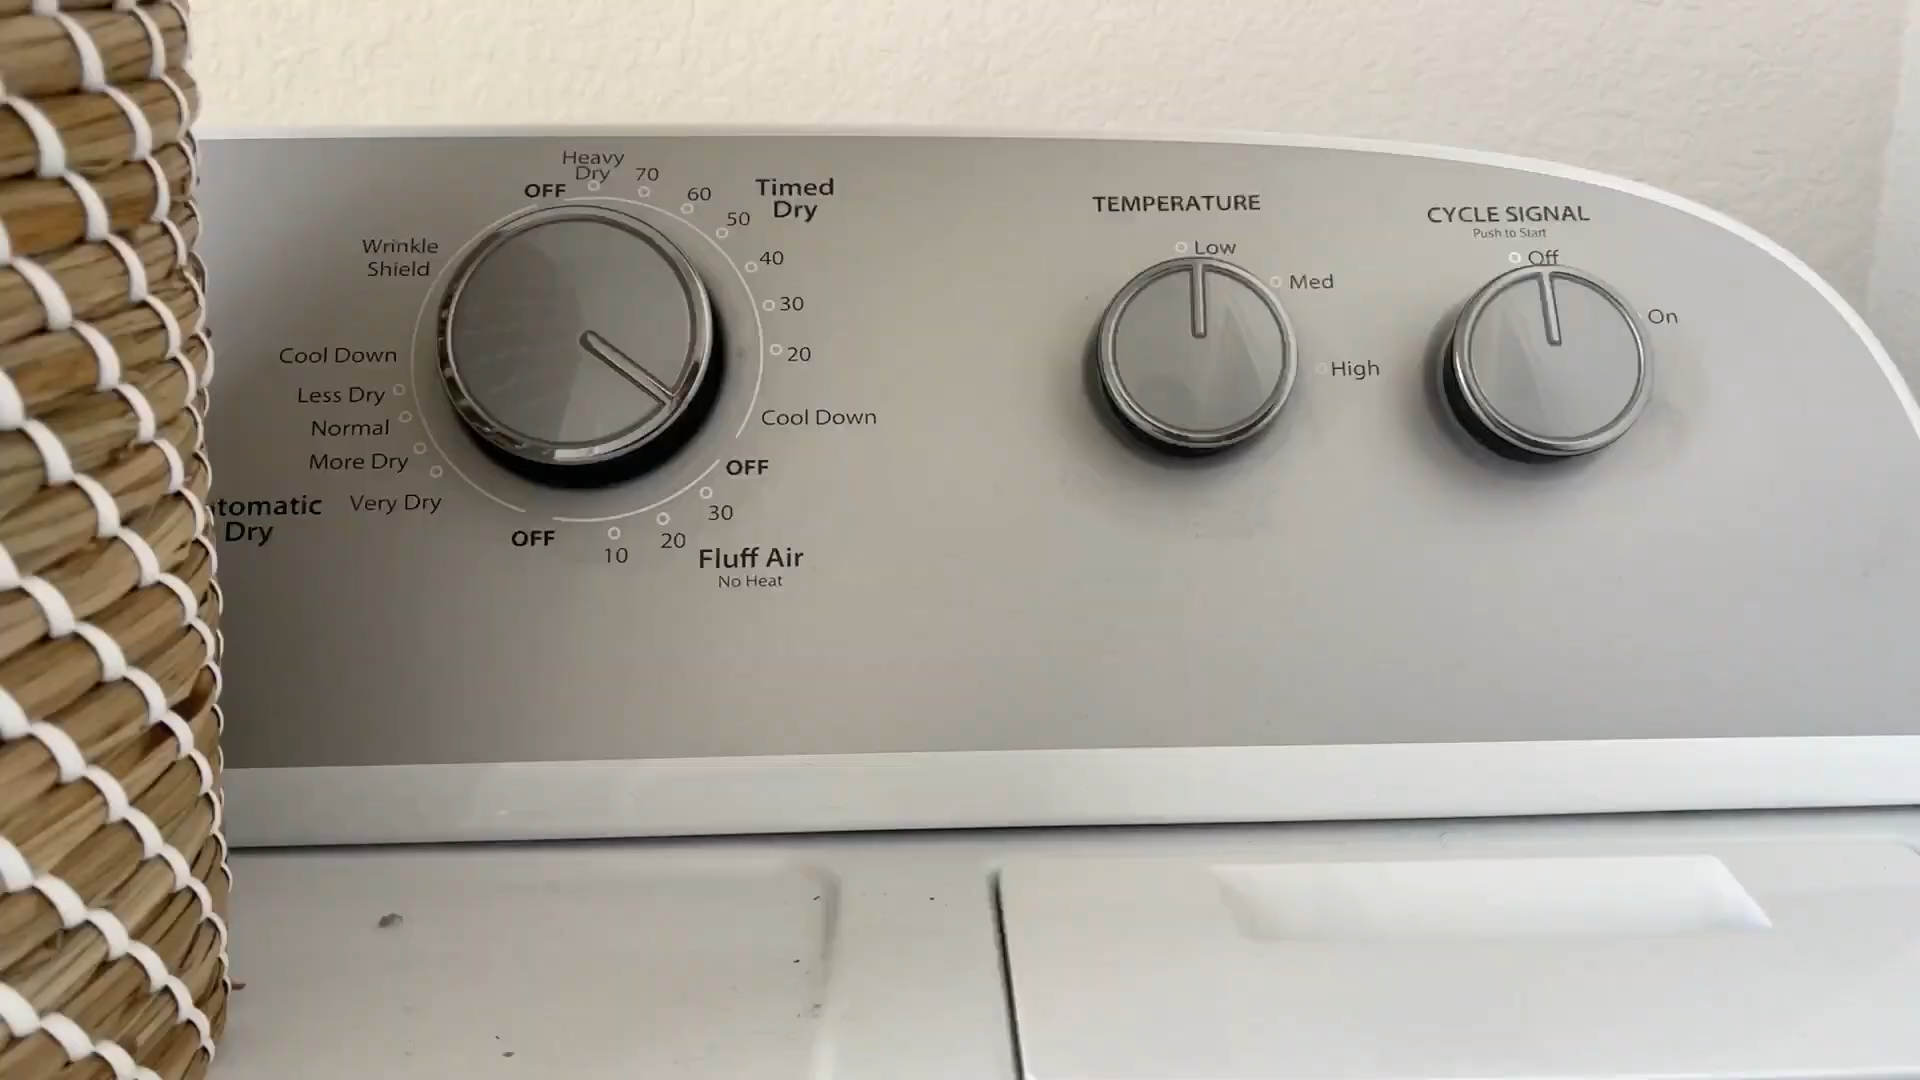 Heavy
Dry
OFF
70
60
50
40
30
20
Timed
Dry
Cool Down
OFF
30
20
10
Fluff Air
No Heat
OFF
Wrinkle
Shield
Cool Down
Less Dry
Normal
More Dry
Very Dry
tomatic
Dry
TEMPERATURE
Low
Med
High
CYCLE SIGNAL
Push to Start
Off
On